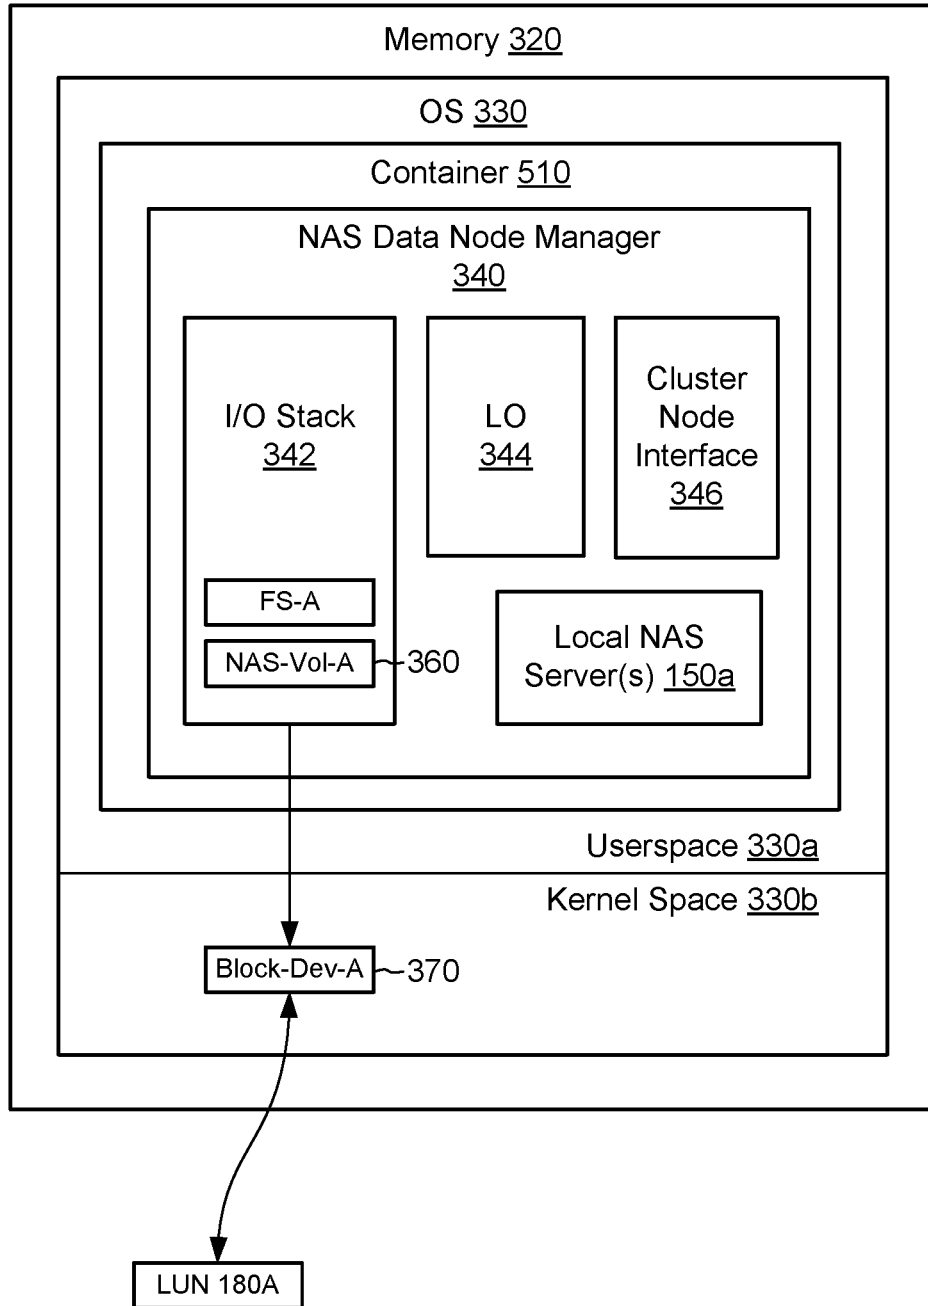 Memory 320
OS 330
Container 510
NAS Data Node Manager
340
I/O Stack
342
LO
344
Cluster
Node
Interface
346
FS-A
NAS-Vol-A
360
Local NAS
Server(s) 150a
Userspace 330a
Kernel Space 330b
Block-Dev-A
370
LUN 180A